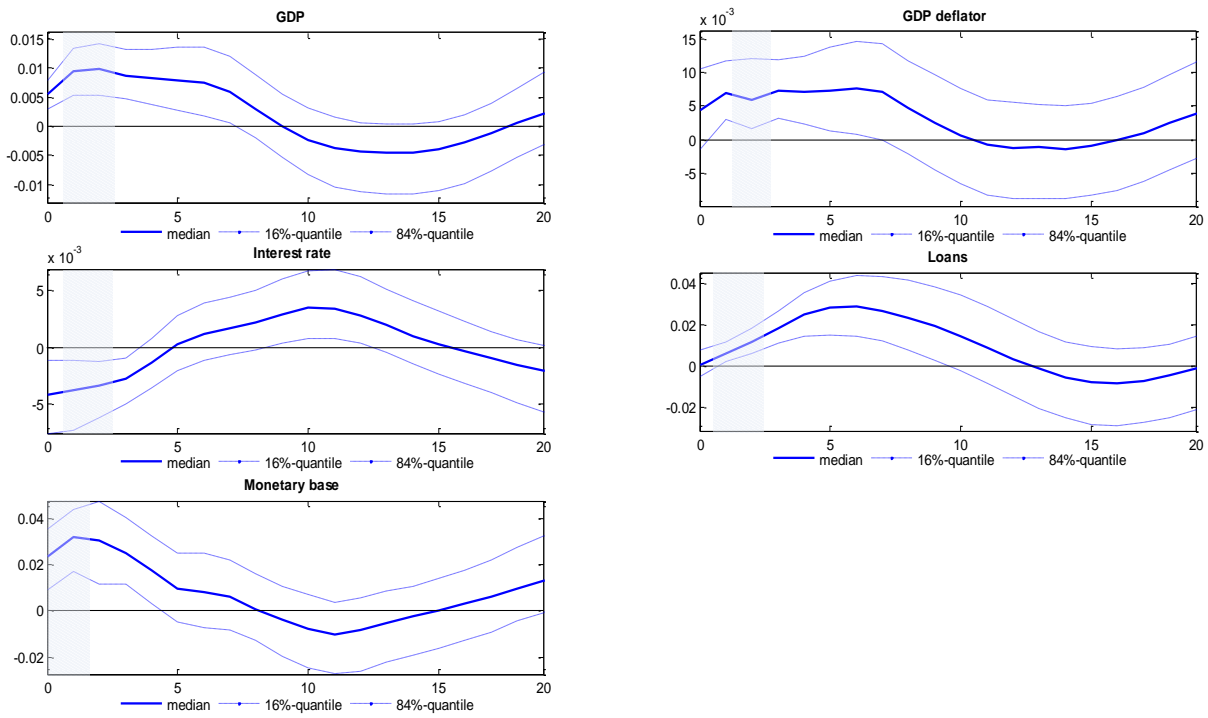 GDP
0.015
0.01
0.005
0
-0.005
-0.01
0 5 10 15 20
median 16%-quantile 84%-quantile
GDP deflator
x 10-3
15
10
5
0
-5
0 5 10 15 20
median 16%-quantile 84%-quantile
Interest rate
x 10-3
5
0
-5
0 5 10 15 20
median 16%-quantile 84%-quantile
Loans
0.04
0.02
0
-0.02
0 5 10 15 20
median 16%-quantile 84%-quantile
Monetary base
0.04
0.02
0
-0.02
0 5 10 15 20
median 16%-quantile 84%-quantile